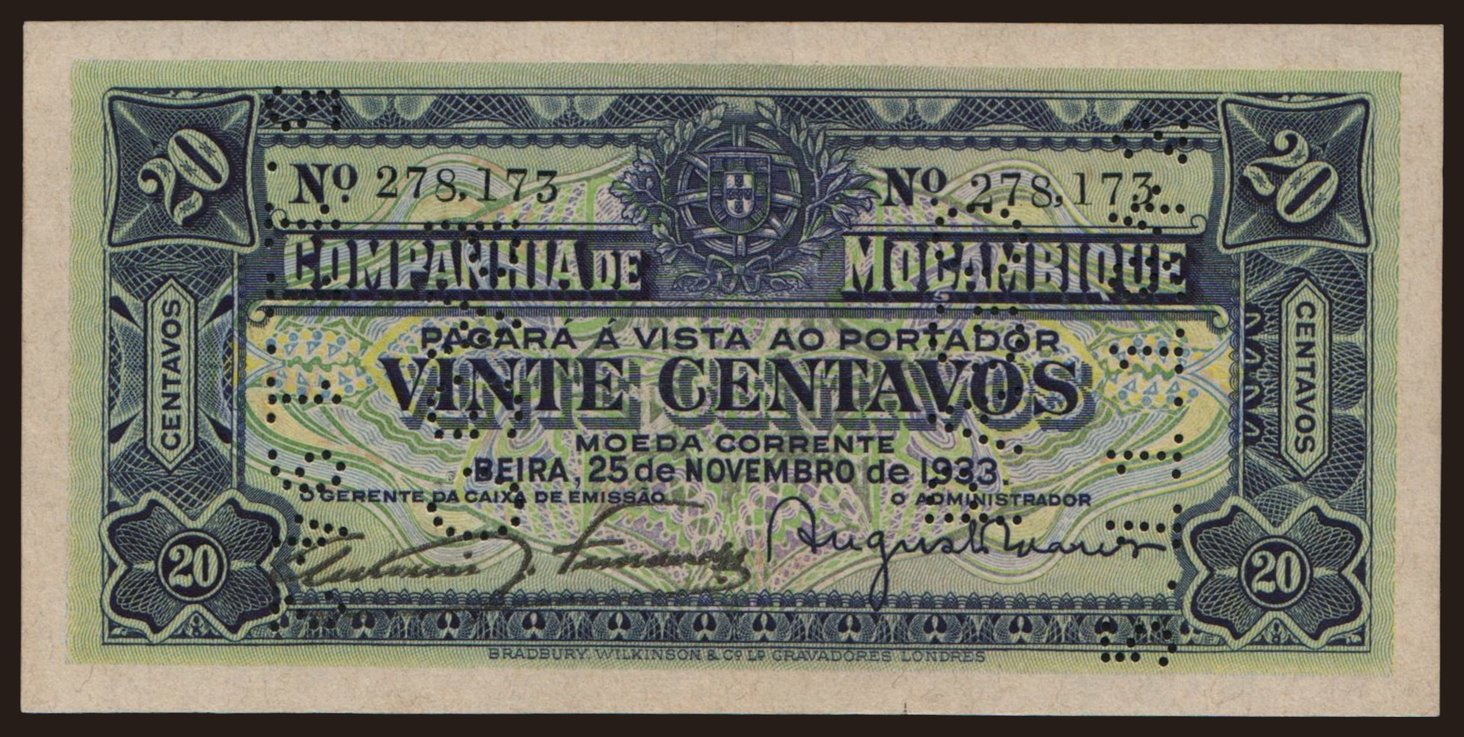 20 20
Nº 278,173 Nº 278,173
COMPANHIA DE MOÇAMBIQUE
PAGARÁ Á VISTA AO PORTADOR
VINTE CENTAVOS
CENTAVOS CENTAVOS
MOEDA CORRENTE
BEIRA, 25 de NOVEMBRO de 1933
O GERENTE DA CAIXA DE EMISSÃO O ADMINISTRADOR
20 20
BRADBURY, WILKINSON & Cº Lᴅ GRAVADORES LONDRES